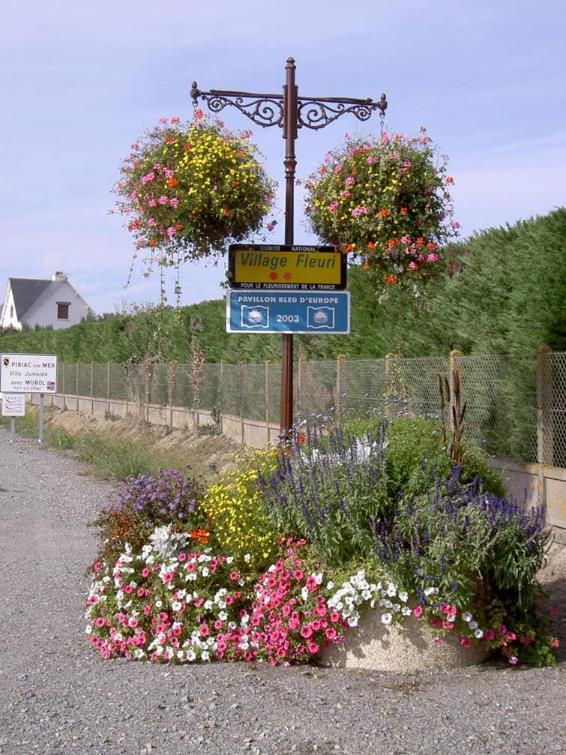 COMITÉ NATIONAL
Village Fleuri
POUR LE FLEURISSEMENT DE LA FRANCE
PAVILLON BLEU D'EUROPE
2003
PIRIAC SUR MER
Ville Jumelée
avec MUROL